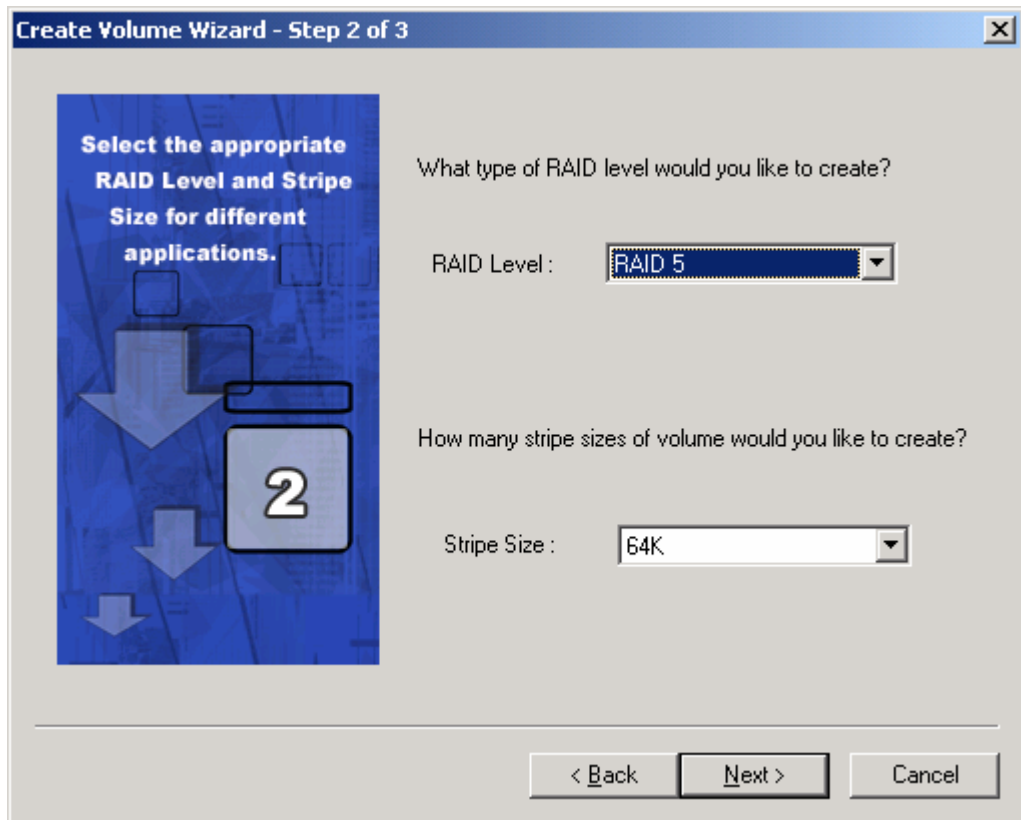 Create Volume Wizard - Step 2 of 3
Select the appropriate
RAID Level and Stripe
Size for different
applications.
2
What type of RAID level would you like to create?
RAID Level : RAID 5
How many stripe sizes of volume would you like to create?
Stripe Size : 64K
< Back Next > Cancel